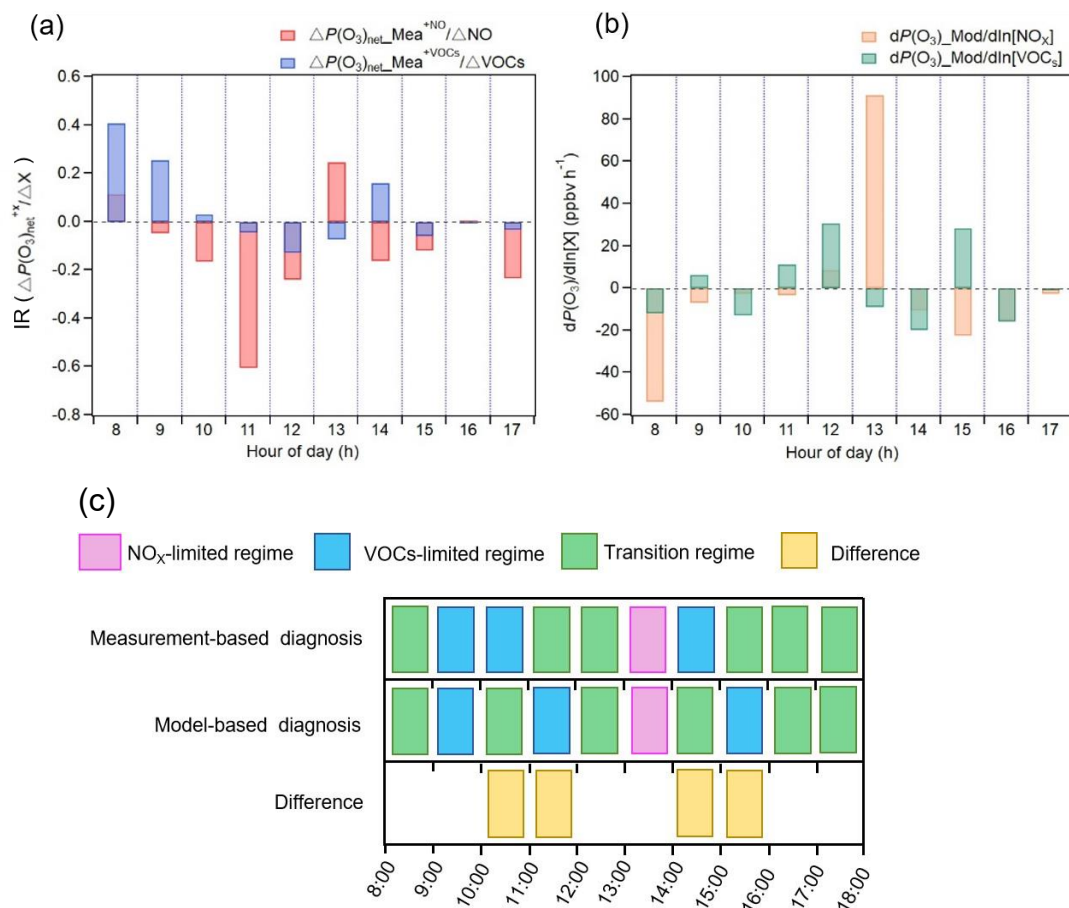 (a)
△P(O₃)net_Mea⁺ᴺᴼ/△NO
△P(O₃)net_Mea⁺ⱽᴼᶜˢ/△VOCs
0.6
0.4
0.2
0.0
-0.2
-0.4
-0.6
-0.8
IR ( △P(O₃)net⁺ˣ/△X )
8 9 10 11 12 13 14 15 16 17
Hour of day (h)
(b)
dP(O₃)_Mod/dln[NOX]
dP(O₃)_Mod/dln[VOCs]
100
80
60
40
20
0
-20
-40
-60
dP(O₃)/dln[X] (ppbv h⁻¹)
8 9 10 11 12 13 14 15 16 17
Hour of day (h)
(c)
NOX-limited regime VOCs-limited regime Transition regime Difference
Measurement-based diagnosis
Model-based diagnosis
Difference
8:00 9:00 10:00 11:00 12:00 13:00 14:00 15:00 16:00 17:00 18:00